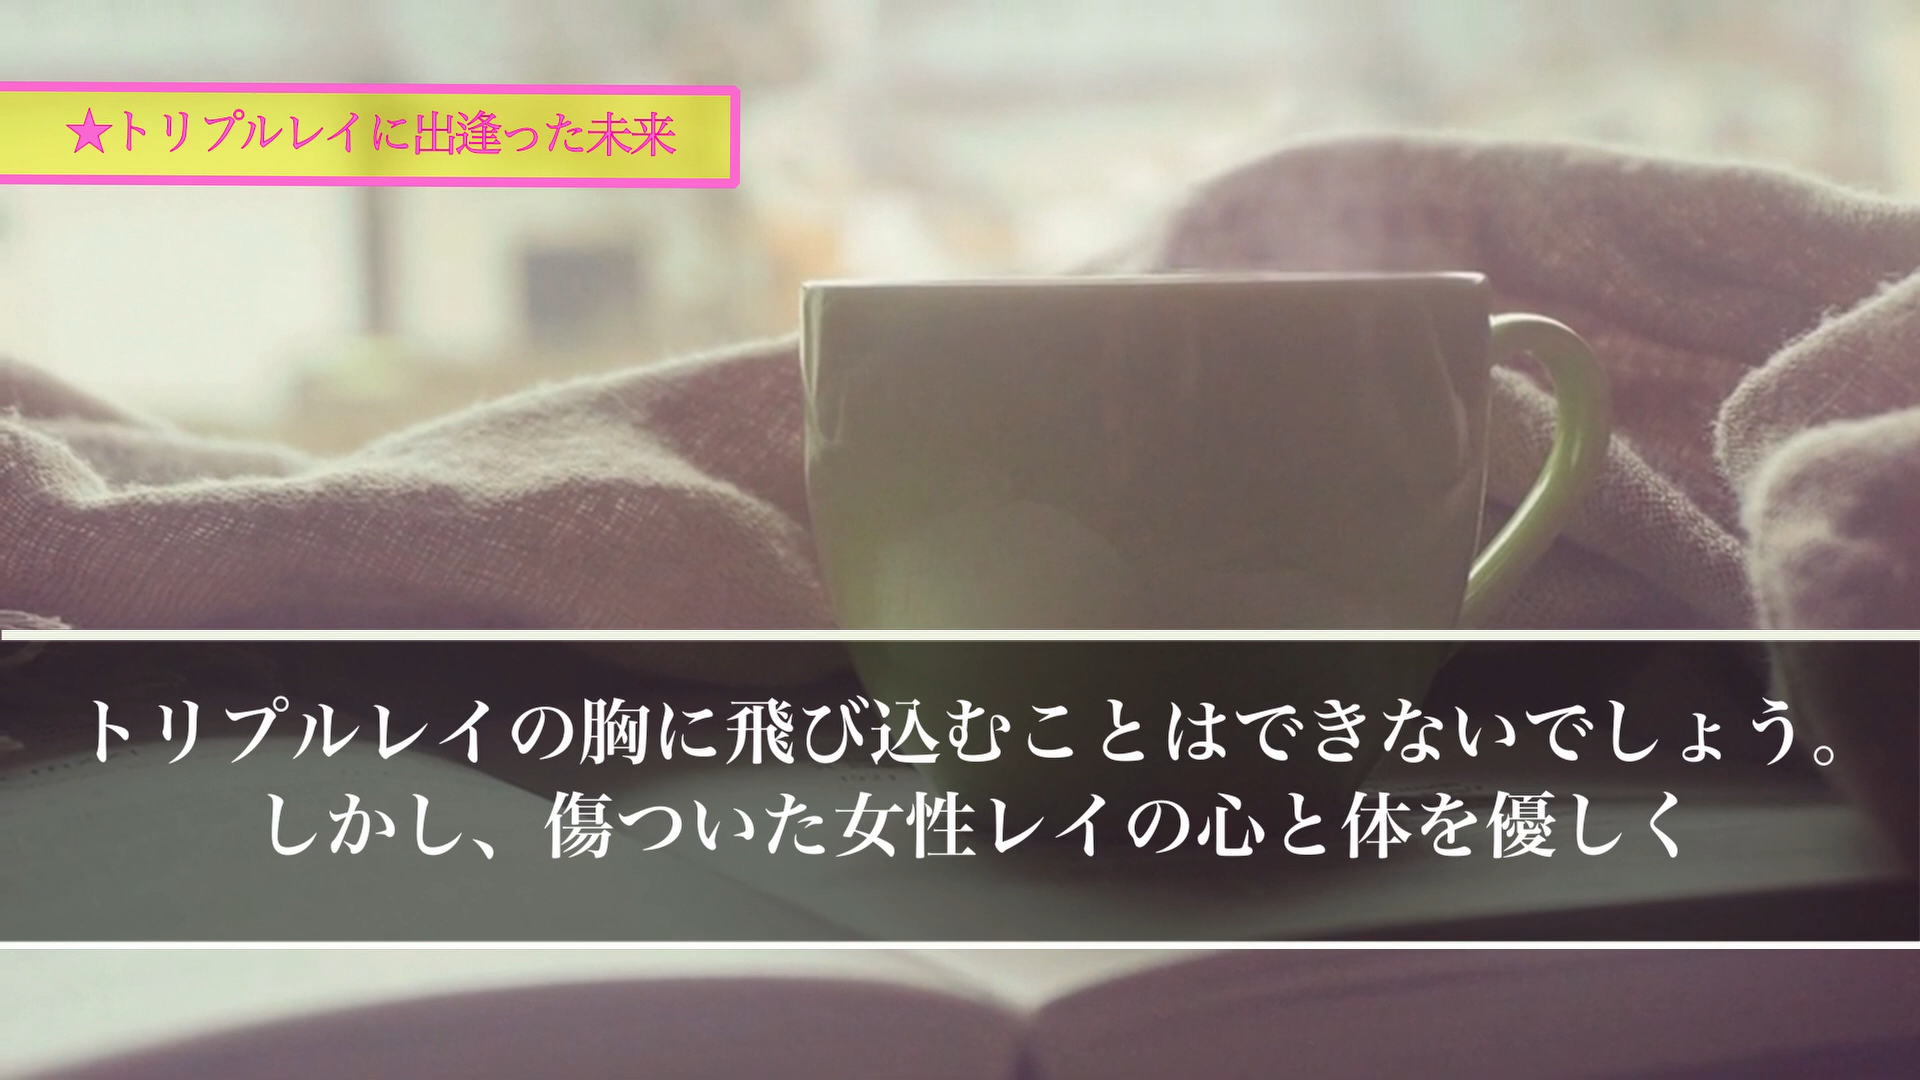 ★トリプルレイに出逢った未来
トリプルレイの胸に飛び込むことはできないでしょう。
しかし、傷ついた女性レイの心と体を優しく